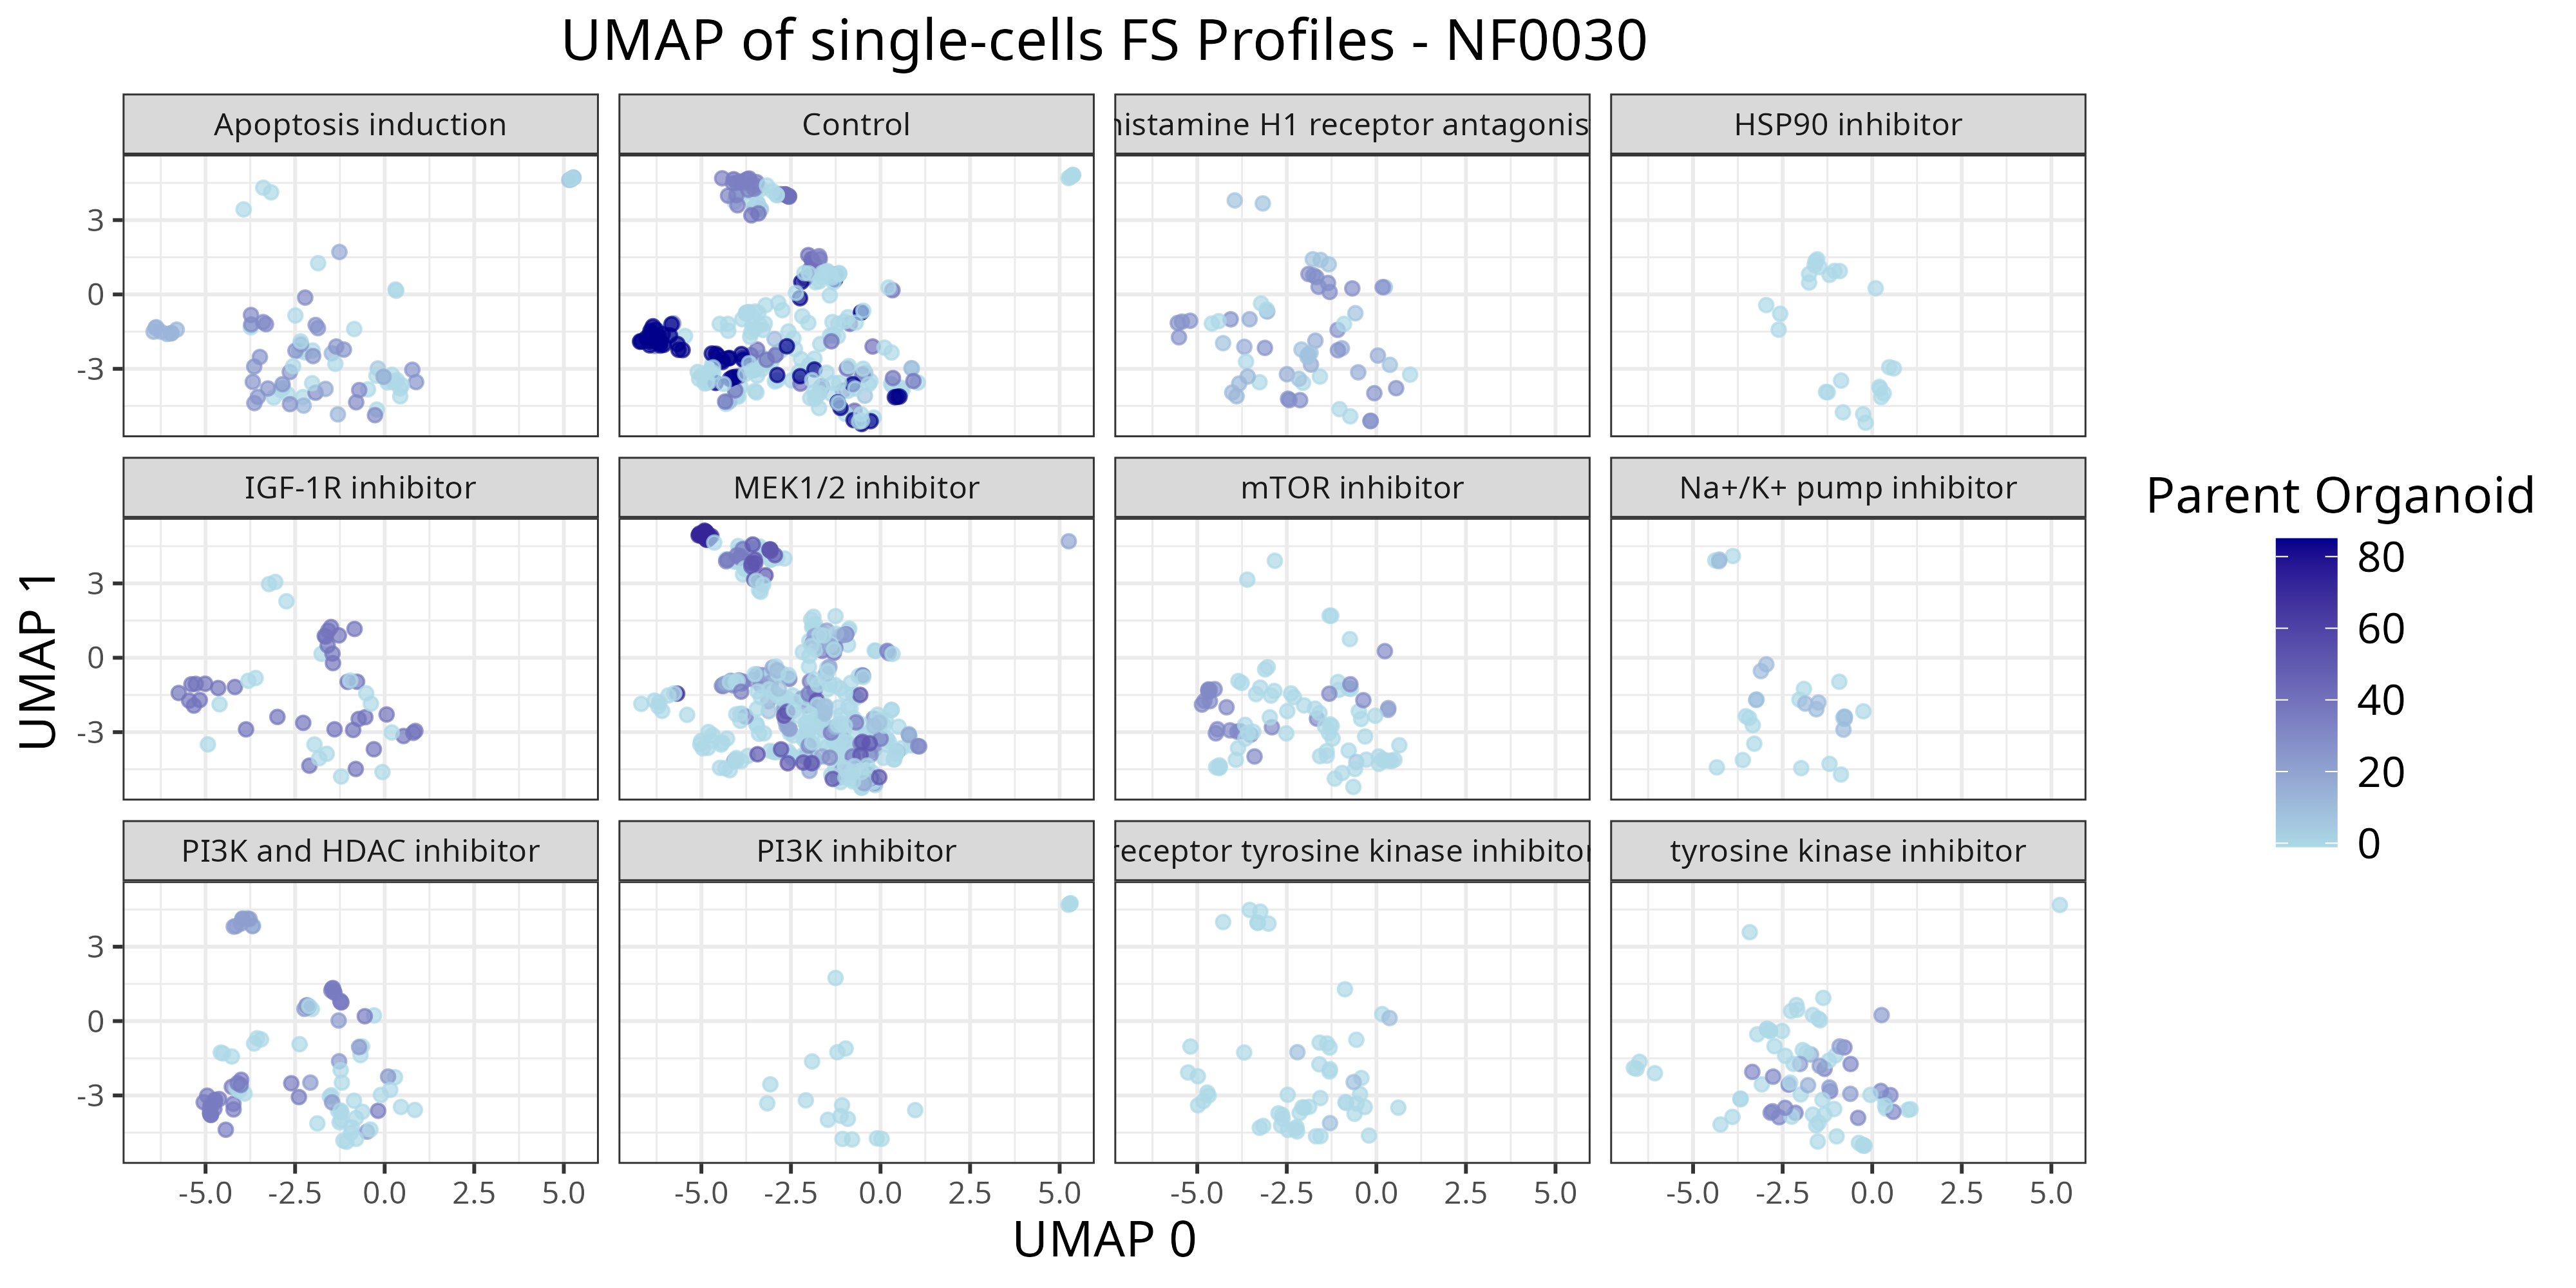 UMAP of single-cells FS Profiles - NF0030
Apoptosis induction
Control
histamine H1 receptor antagonis
HSP90 inhibitor
3
0
-3
IGF-1R inhibitor
MEK1/2 inhibitor
mTOR inhibitor
Na+/K+ pump inhibitor
3
0
-3
PI3K and HDAC inhibitor
PI3K inhibitor
receptor tyrosine kinase inhibitor
tyrosine kinase inhibitor
3
0
-3
-5.0 -2.5 0.0 2.5 5.0
-5.0 -2.5 0.0 2.5 5.0
-5.0 -2.5 0.0 2.5 5.0
-5.0 -2.5 0.0 2.5 5.0
UMAP 0
UMAP 1
Parent Organoid
80
60
40
20
0